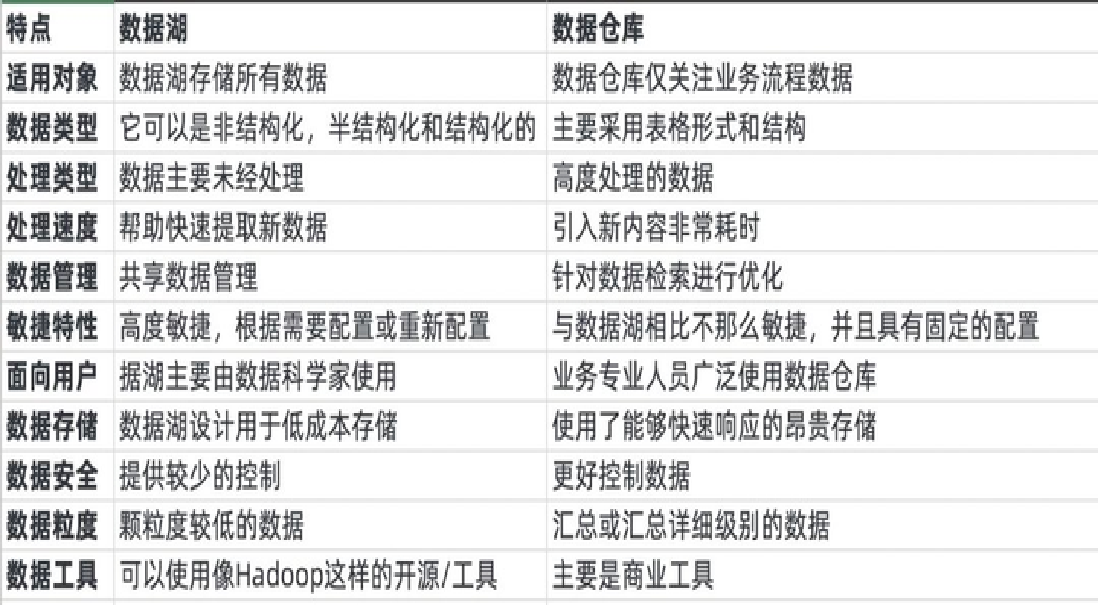 特点 数据湖 数据仓库
适用对象 数据湖存储所有数据 数据仓库仅关注业务流程数据
数据类型 它可以是非结构化，半结构化和结构化的 主要采用表格形式和结构
处理类型 数据主要未经处理 高度处理的数据
处理速度 帮助快速提取新数据 引入新内容非常耗时
数据管理 共享数据管理 针对数据检索进行优化
敏捷特性 高度敏捷，根据需要配置或重新配置 与数据湖相比不那么敏捷，并且具有固定的配置
面向用户 据湖主要由数据科学家使用 业务专业人员广泛使用数据仓库
数据存储 数据湖设计用于低成本存储 使用了能够快速响应的昂贵存储
数据安全 提供较少的控制 更好控制数据
数据粒度 颗粒度较低的数据 汇总或汇总详细级别的数据
数据工具 可以使用像Hadoop这样的开源/工具 主要是商业工具